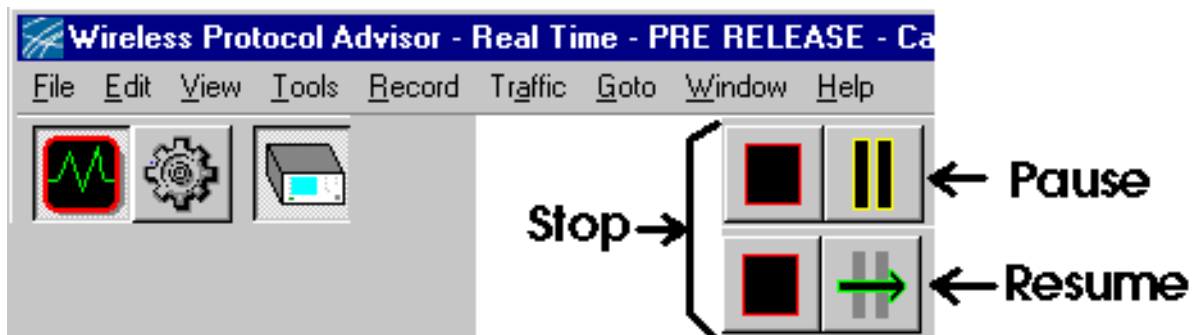 Wireless Protocol Advisor - Real Time - PRE RELEASE - Ca
File Edit View Tools Record Traffic Goto Window Help
Pause
Stop
Resume